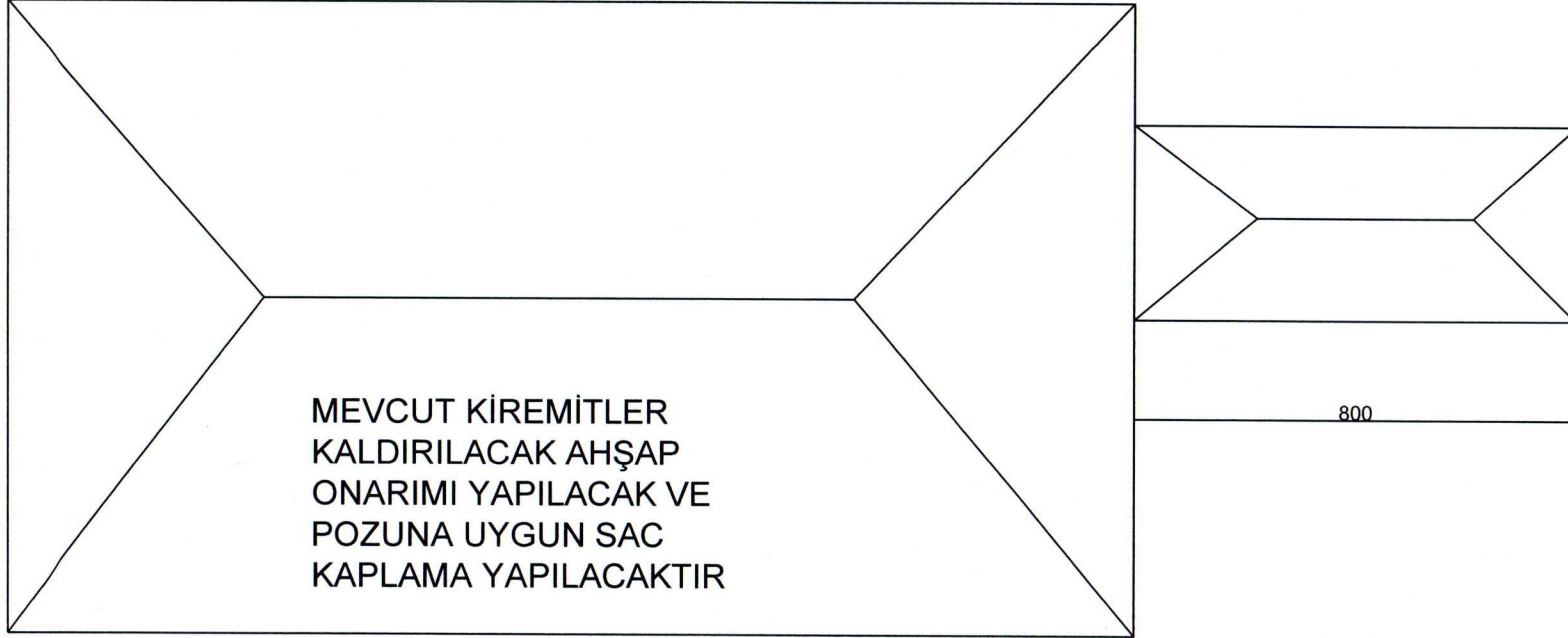 MEVCUT KİREMİTLER
KALDIRILACAK AHŞAP
ONARIMI YAPILACAK VE
POZUNA UYGUN SAC
KAPLAMA YAPILACAKTIR
800